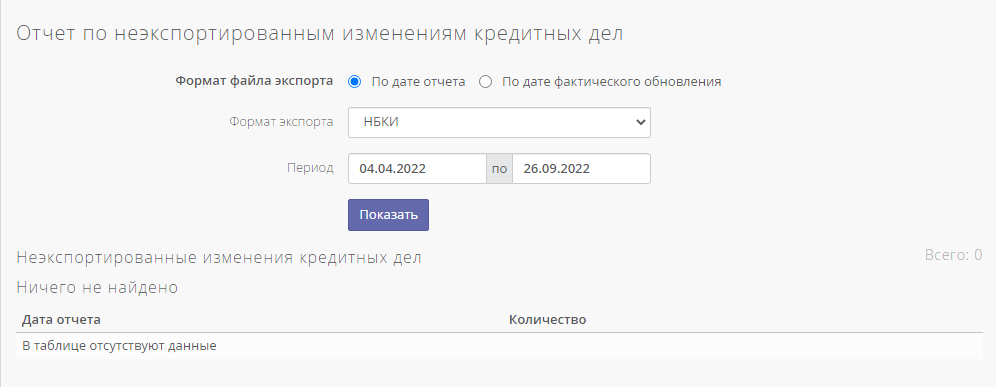 Отчет по неэкспортированным изменениям кредитных дел
Формат файла экспорта По дате отчета По дате фактического обновления
Формат экспорта НБКИ
Период 04.04.2022 по 26.09.2022
Показать
Неэкспортированные изменения кредитных дел Всего: 0
Ничего не найдено
Дата отчета Количество
В таблице отсутствуют данные